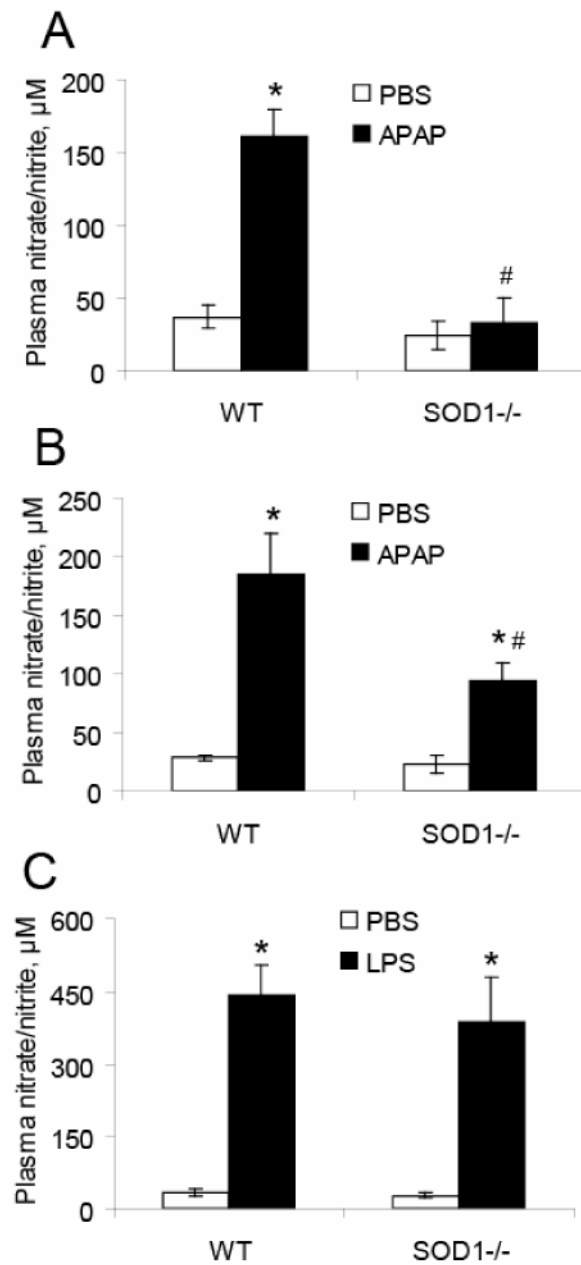 A
Plasma nitrate/nitrite, µM
200
150
100
50
0
*
#
PBS
APAP
WT
SOD1-/-
B
Plasma nitrate/nitrite, µM
250
200
150
100
50
0
*
* #
PBS
APAP
WT
SOD1-/-
C
Plasma nitrate/nitrite, µM
600
450
300
150
0
*
*
PBS
LPS
WT
SOD1-/-